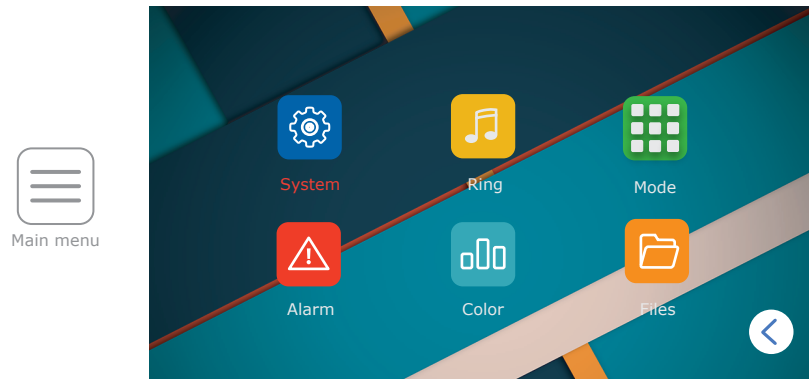 System
Ring
Mode
Main menu
Alarm
Color
Files